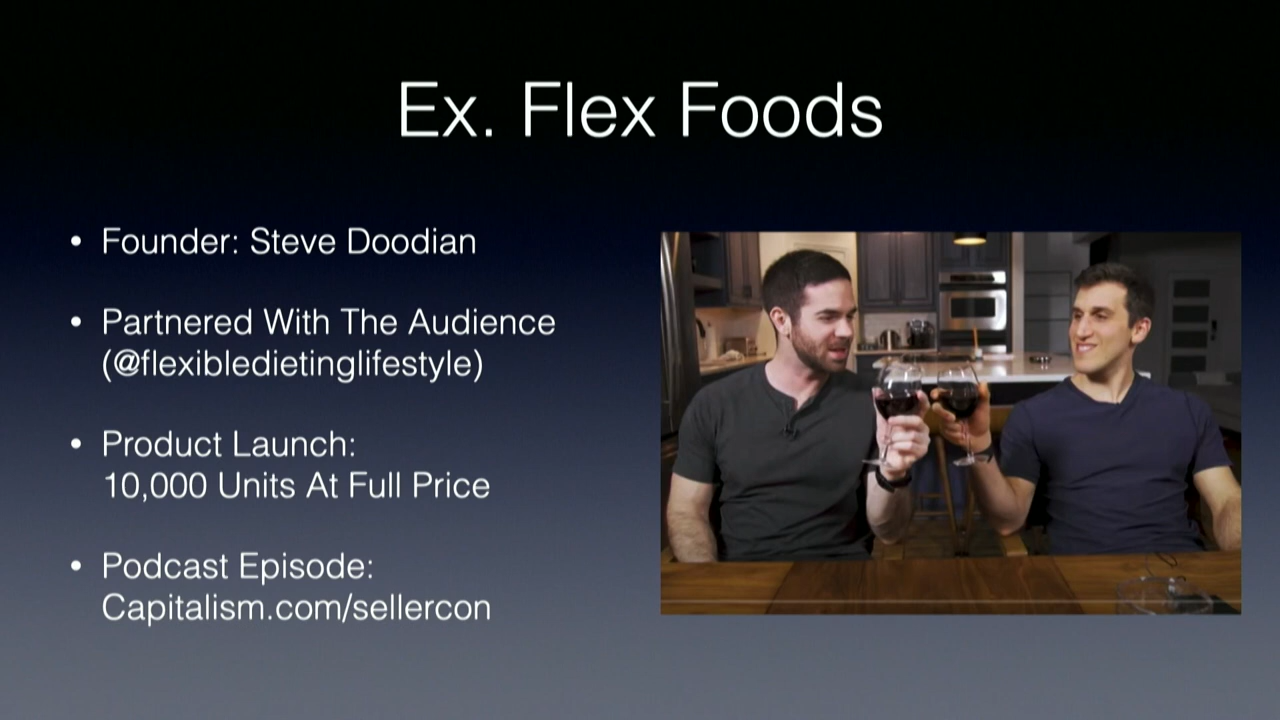 Ex. Flex Foods
• Founder: Steve Doodian
• Partnered With The Audience
(@flexibledietinglifestyle)
• Product Launch:
10,000 Units At Full Price
• Podcast Episode:
Capitalism.com/sellercon